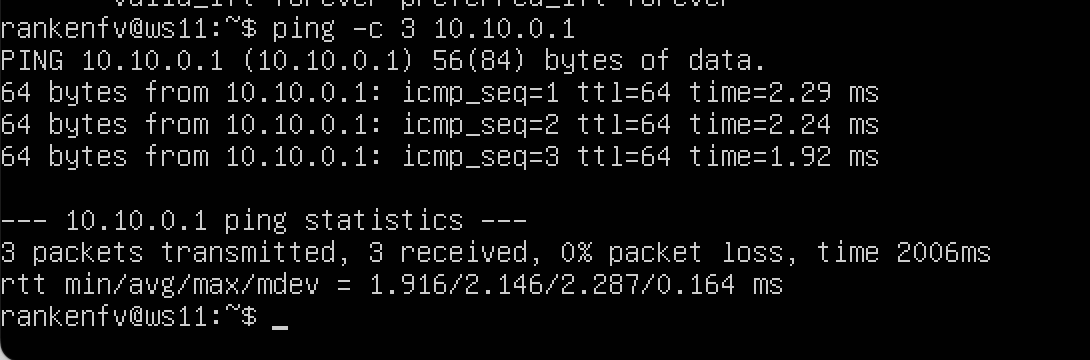 valid_lft forever preferred_lft forever
rankenfv@ws11:~$ ping -c 3 10.10.0.1
PING 10.10.0.1 (10.10.0.1) 56(84) bytes of data.
64 bytes from 10.10.0.1: icmp_seq=1 ttl=64 time=2.29 ms
64 bytes from 10.10.0.1: icmp_seq=2 ttl=64 time=2.24 ms
64 bytes from 10.10.0.1: icmp_seq=3 ttl=64 time=1.92 ms
--- 10.10.0.1 ping statistics ---
3 packets transmitted, 3 received, 0% packet loss, time 2006ms
rtt min/avg/max/mdev = 1.916/2.146/2.287/0.164 ms
rankenfv@ws11:~$ _